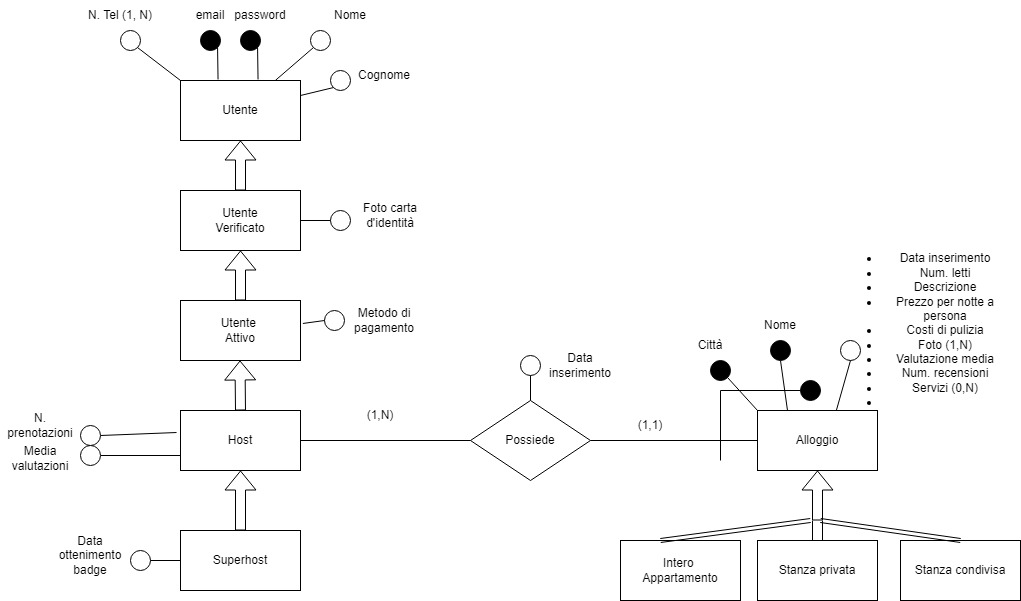 N. Tel (1, N)
email
password
Nome
Cognome
Utente
Utente
Verificato
Foto carta
d'identità
Utente
Attivo
Metodo di
pagamento
N.
prenotazioni
Media
valutazioni
Host
(1,N)
Data
inserimento
Possiede
(1,1)
Città
Nome
Data inserimento
Num. letti
Descrizione
Prezzo per notte a
persona
Costi di pulizia
Foto (1,N)
Valutazione media
Num. recensioni
Servizi (0,N)
Alloggio
Data
ottenimento
badge
Superhost
Intero
Appartamento
Stanza privata
Stanza condivisa